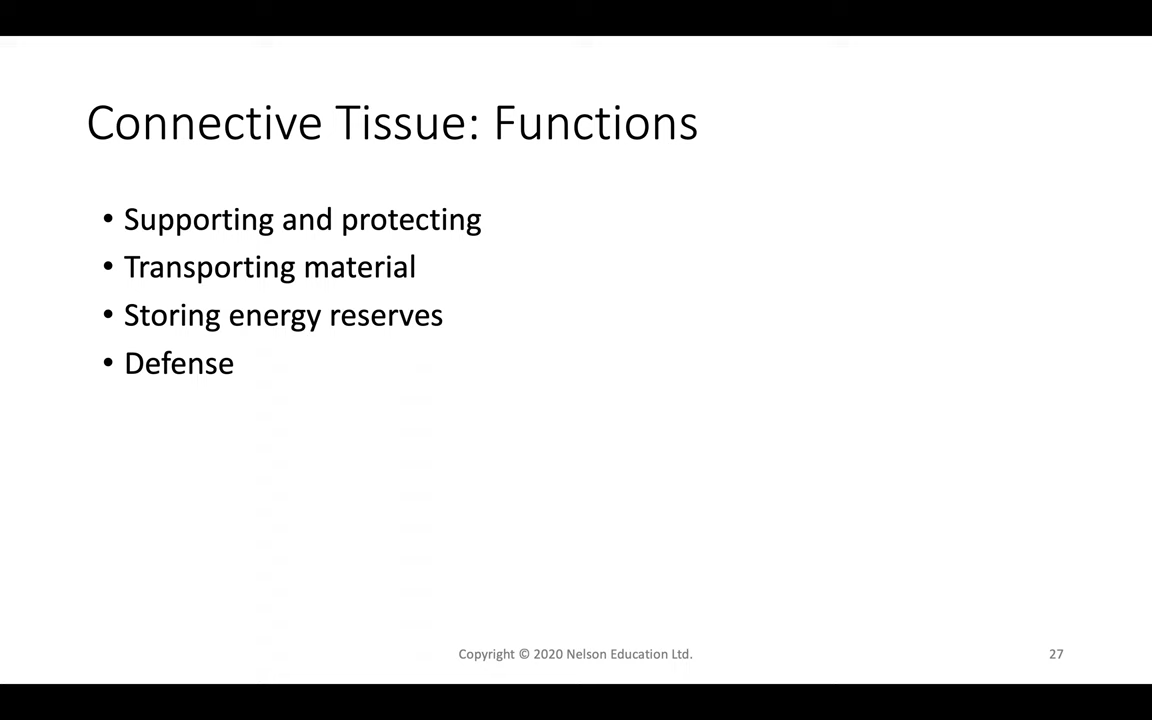 Connective Tissue: Functions
• Supporting and protecting
• Transporting material
• Storing energy reserves
• Defense
Copyright © 2020 Nelson Education Ltd.
27